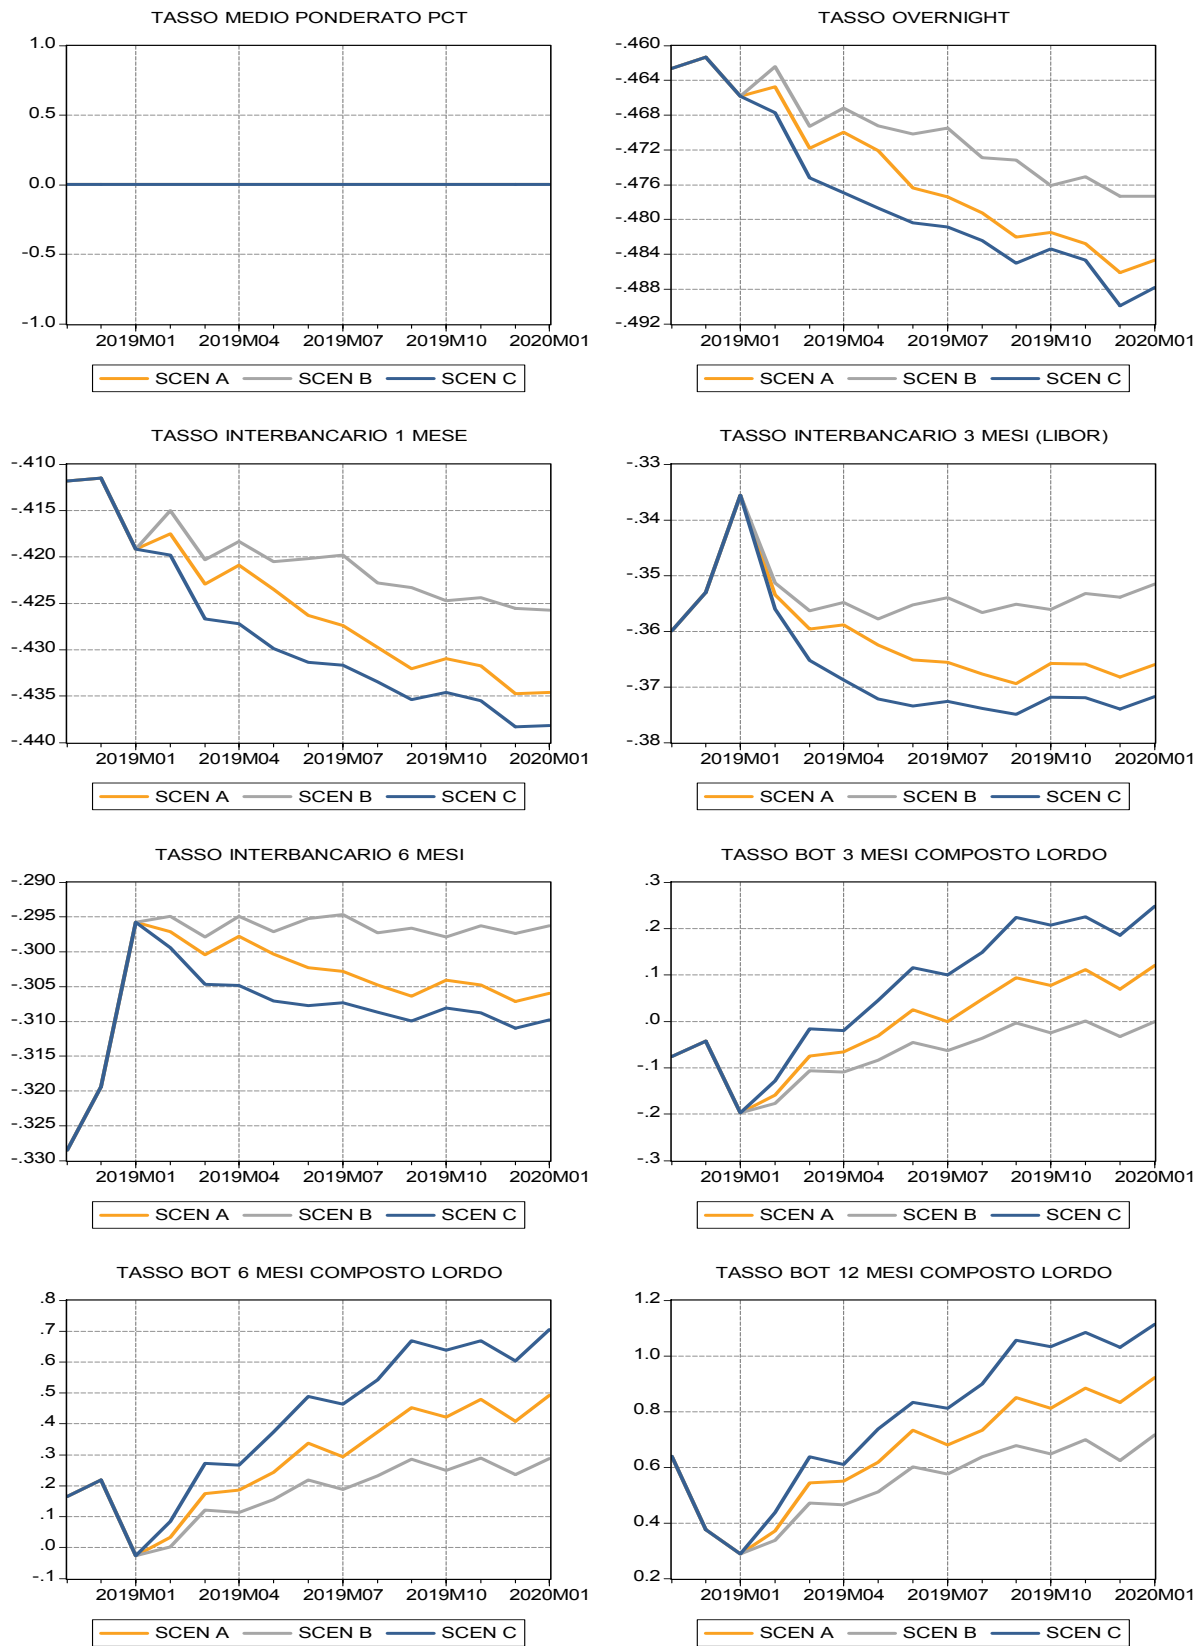 TASSO MEDIO PONDERATO PCT
1.0
0.5
0.0
-0.5
-1.0
2019M01 2019M04 2019M07 2019M10 2020M01
SCEN A SCEN B SCEN C
TASSO OVERNIGHT
-.460
-.464
-.468
-.472
-.476
-.480
-.484
-.488
-.492
2019M01 2019M04 2019M07 2019M10 2020M01
SCEN A SCEN B SCEN C
TASSO INTERBANCARIO 1 MESE
-.410
-.415
-.420
-.425
-.430
-.435
-.440
2019M01 2019M04 2019M07 2019M10 2020M01
SCEN A SCEN B SCEN C
TASSO INTERBANCARIO 3 MESI (LIBOR)
-.33
-.34
-.35
-.36
-.37
-.38
2019M01 2019M04 2019M07 2019M10 2020M01
SCEN A SCEN B SCEN C
TASSO INTERBANCARIO 6 MESI
-.290
-.295
-.300
-.305
-.310
-.315
-.320
-.325
-.330
2019M01 2019M04 2019M07 2019M10 2020M01
SCEN A SCEN B SCEN C
TASSO BOT 3 MESI COMPOSTO LORDO
.3
.2
.1
.0
-.1
-.2
-.3
2019M01 2019M04 2019M07 2019M10 2020M01
SCEN A SCEN B SCEN C
TASSO BOT 6 MESI COMPOSTO LORDO
.8
.7
.6
.5
.4
.3
.2
.1
.0
-.1
2019M01 2019M04 2019M07 2019M10 2020M01
SCEN A SCEN B SCEN C
TASSO BOT 12 MESI COMPOSTO LORDO
1.2
1.0
0.8
0.6
0.4
0.2
2019M01 2019M04 2019M07 2019M10 2020M01
SCEN A SCEN B SCEN C